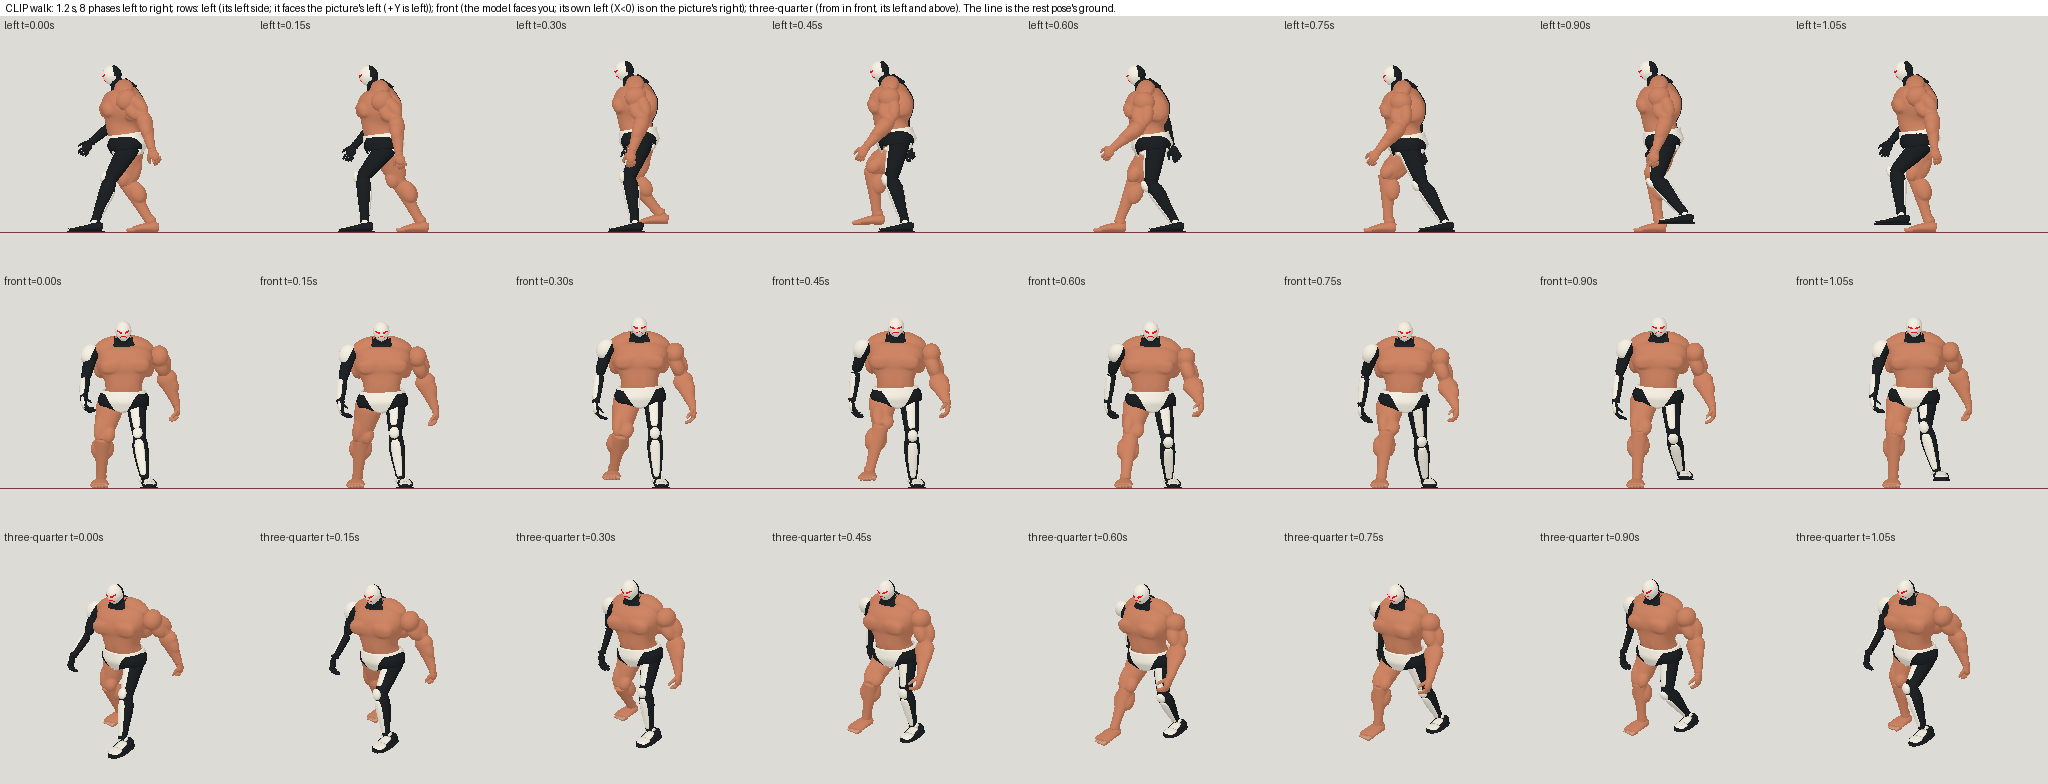 CLIP walk: 1.2 s, 8 phases left to right; rows: left (its left side; it faces the picture's left (+Y is left)); front (the model faces you; its own left (X<0) is on the picture's right); three-quarter (from in front, its left and above). The line is the rest pose's ground.
left t=0.00s left t=0.15s left t=0.30s left t=0.45s left t=0.60s left t=0.75s left t=0.90s left t=1.05s
front t=0.00s front t=0.15s front t=0.30s front t=0.45s front t=0.60s front t=0.75s front t=0.90s front t=1.05s
three-quarter t=0.00s three-quarter t=0.15s three-quarter t=0.30s three-quarter t=0.45s three-quarter t=0.60s three-quarter t=0.75s three-quarter t=0.90s three-quarter t=1.05s